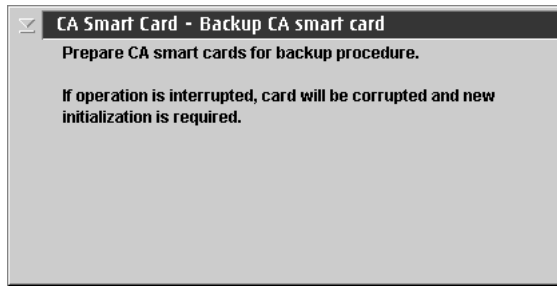 CA Smart Card - Backup CA smart card
Prepare CA smart cards for backup procedure.
If operation is interrupted, card will be corrupted and new
initialization is required.